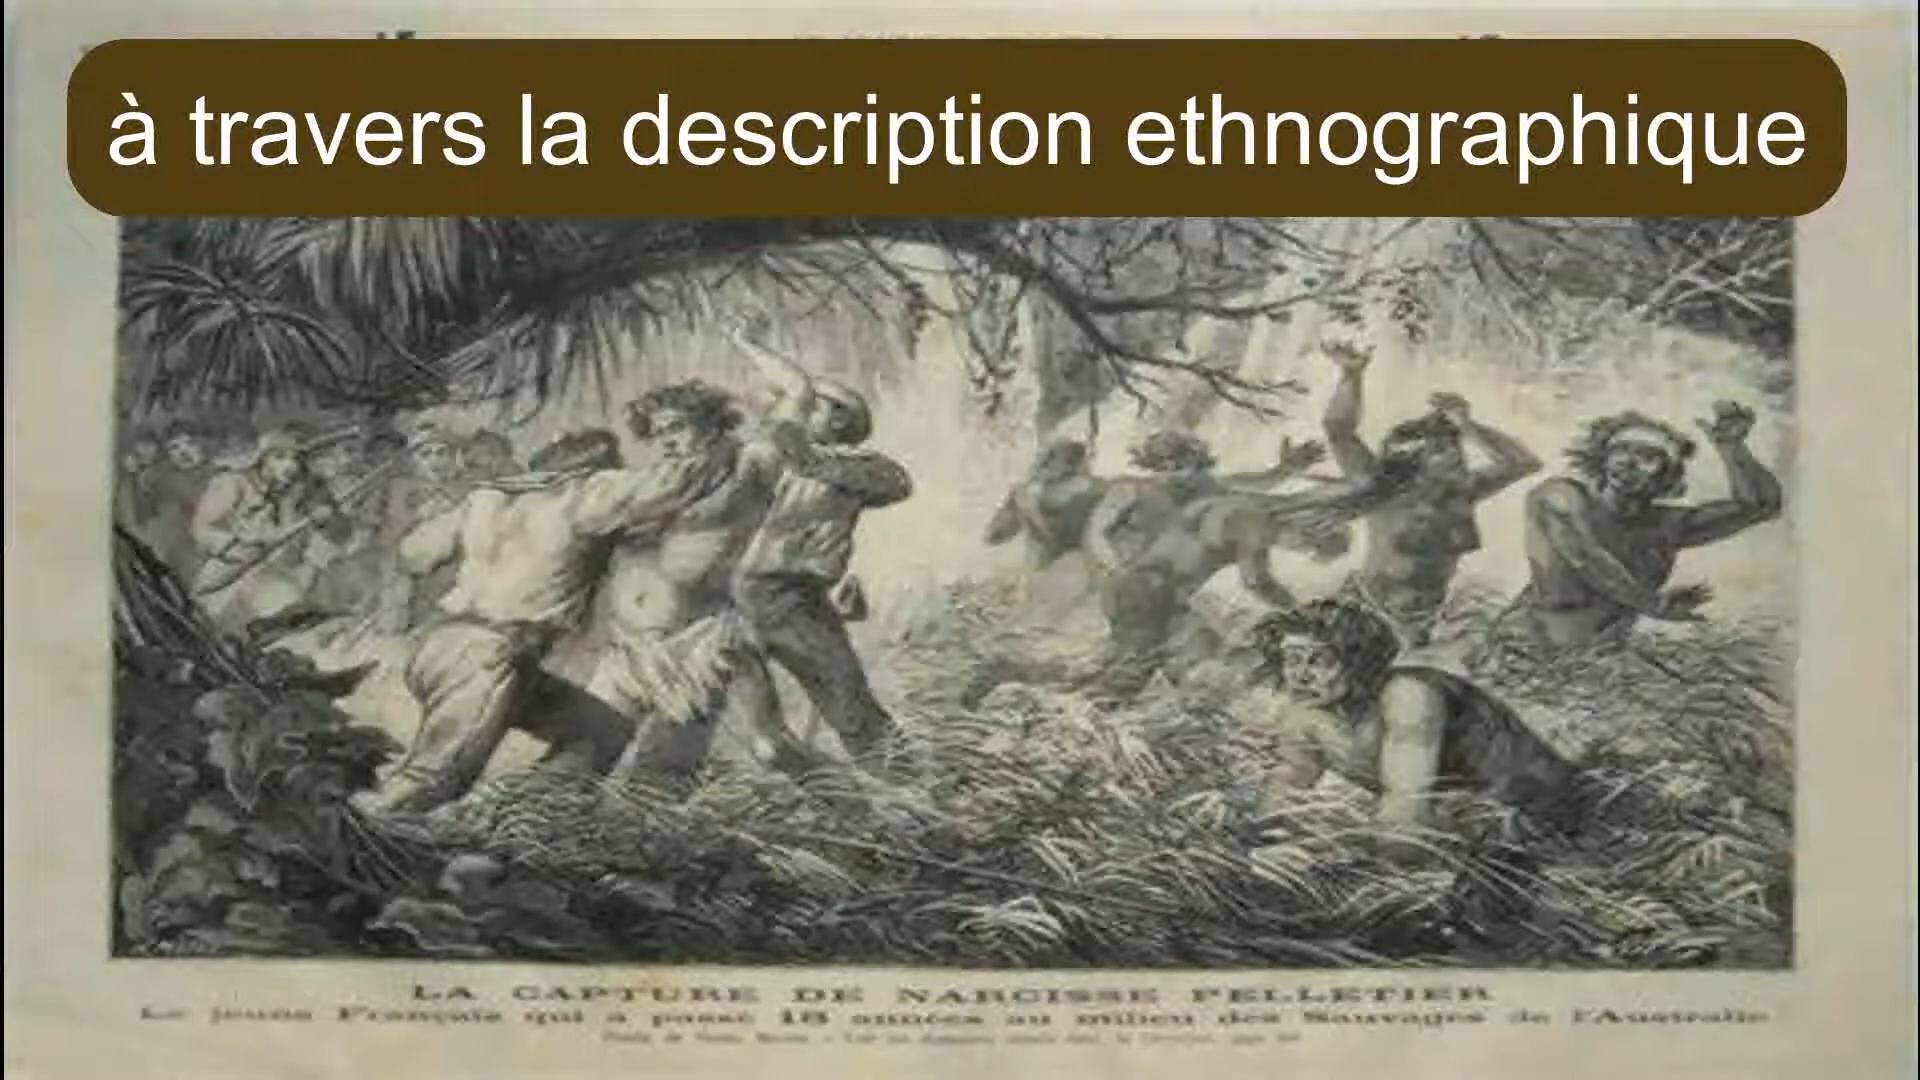 à travers la description ethnographique
LA CAPTURE DE NARCISSE PELLETIER
Le jeune Français qui a passé 18 années au milieu des Sauvages de l'Australie